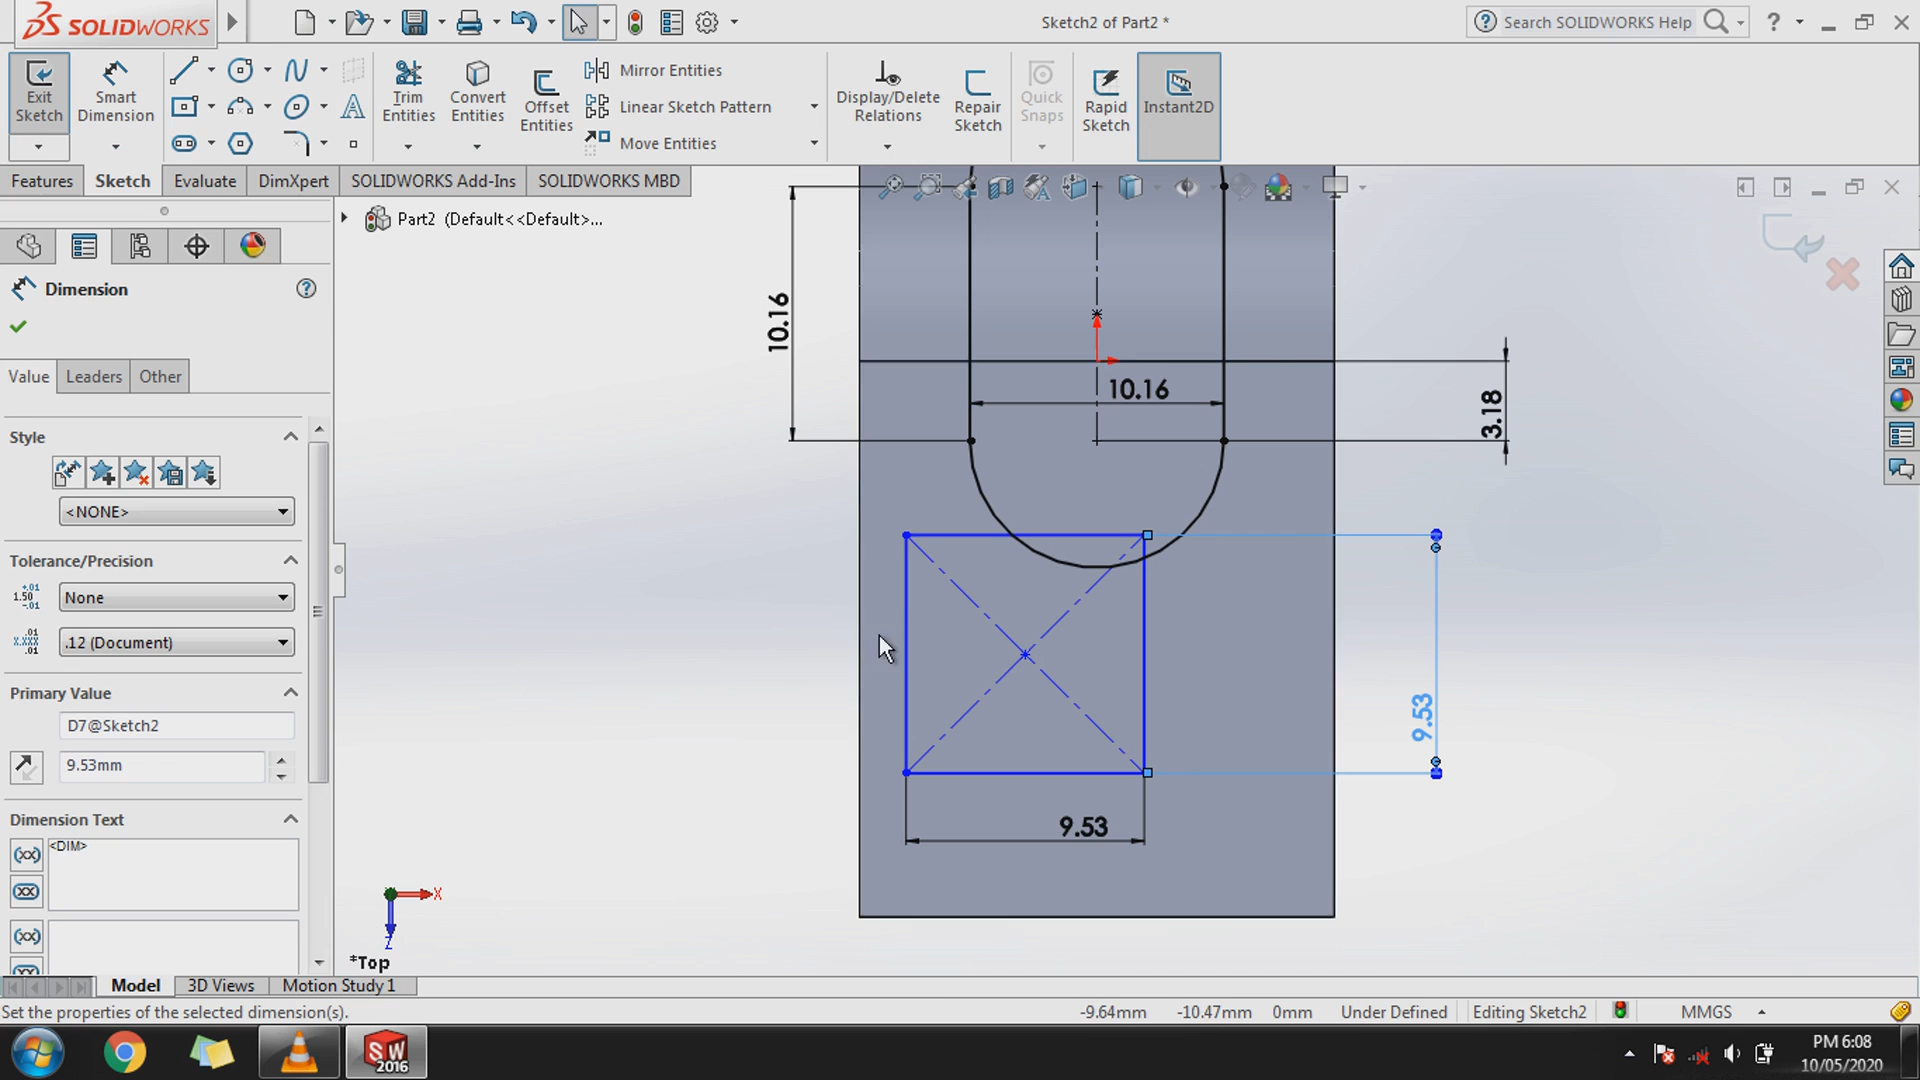 SOLIDWORKS
Sketch2 of Part2 *
Search SOLIDWORKS Help
Exit Sketch
Smart Dimension
Trim Entities
Convert Entities
Offset Entities
Mirror Entities
Linear Sketch Pattern
Move Entities
Display/Delete Relations
Repair Sketch
Quick Snaps
Rapid Sketch
Instant2D
Features
Sketch
Evaluate
DimXpert
SOLIDWORKS Add-Ins
SOLIDWORKS MBD
Part2 (Default<<Default>...
Dimension
Value
Leaders
Other
Style
<NONE>
Tolerance/Precision
None
.12 (Document)
Primary Value
D7@Sketch2
9.53mm
Dimension Text
<DIM>
10.16
10.16
3.18
9.53
9.53
X
Z
*Top
Model
3D Views
Motion Study 1
Set the properties of the selected dimension(s).
-9.64mm
-10.47mm
0mm
Under Defined
Editing Sketch2
MMGS
SW 2016
PM 6:08
10/05/2020